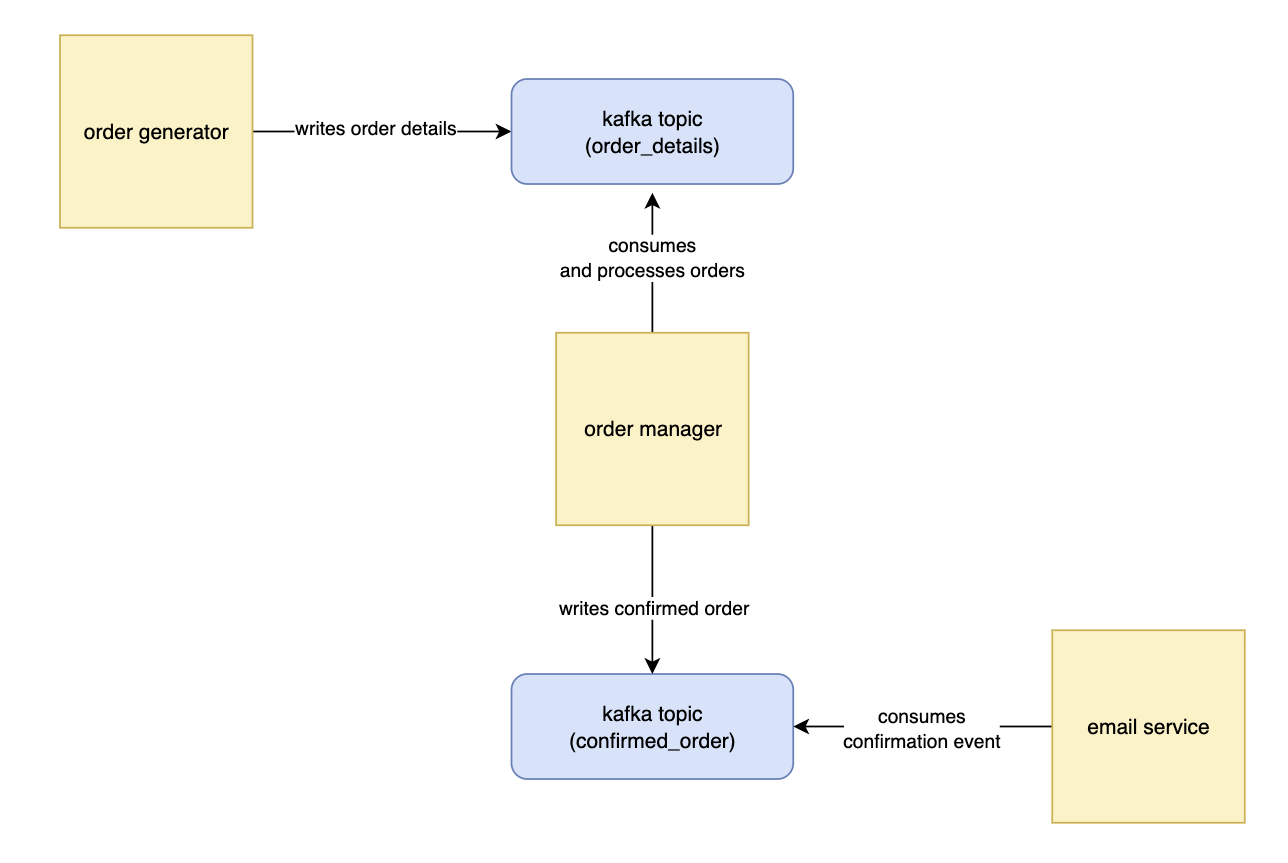 order generator
writes order details
kafka topic
(order_details)
consumes
and processes orders
order manager
writes confirmed order
kafka topic
(confirmed_order)
consumes
confirmation event
email service